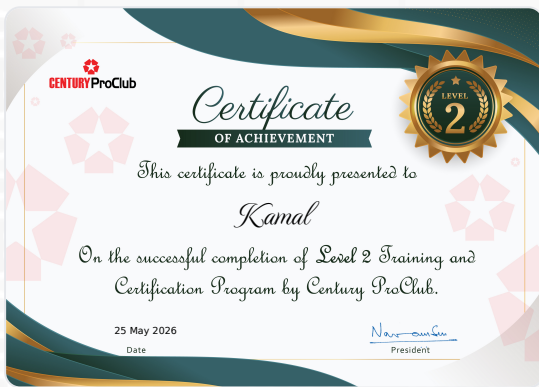 CENTURY ProClub
Certificate
OF ACHIEVEMENT
LEVEL
2
This certificate is proudly presented to
Kamal
On the successful completion of Level 2 Training and
Certification Program by Century ProClub.
25 May 2026
Date
President